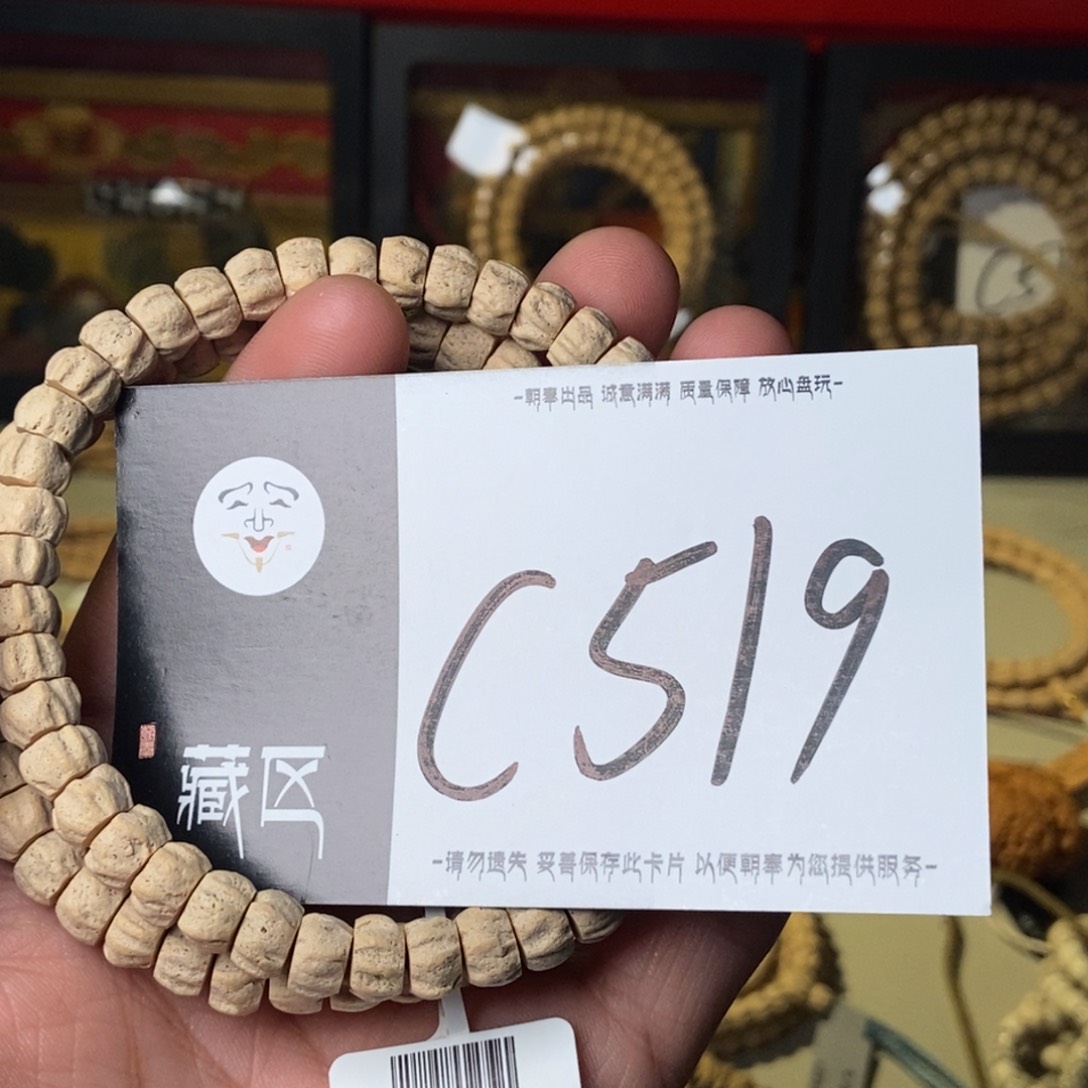 -朝奉出品 诚意满满 质量保障 放心盘玩-
C519
藏区
-请勿遗失 妥善保存此卡片 以便朝奉为您提供服务-